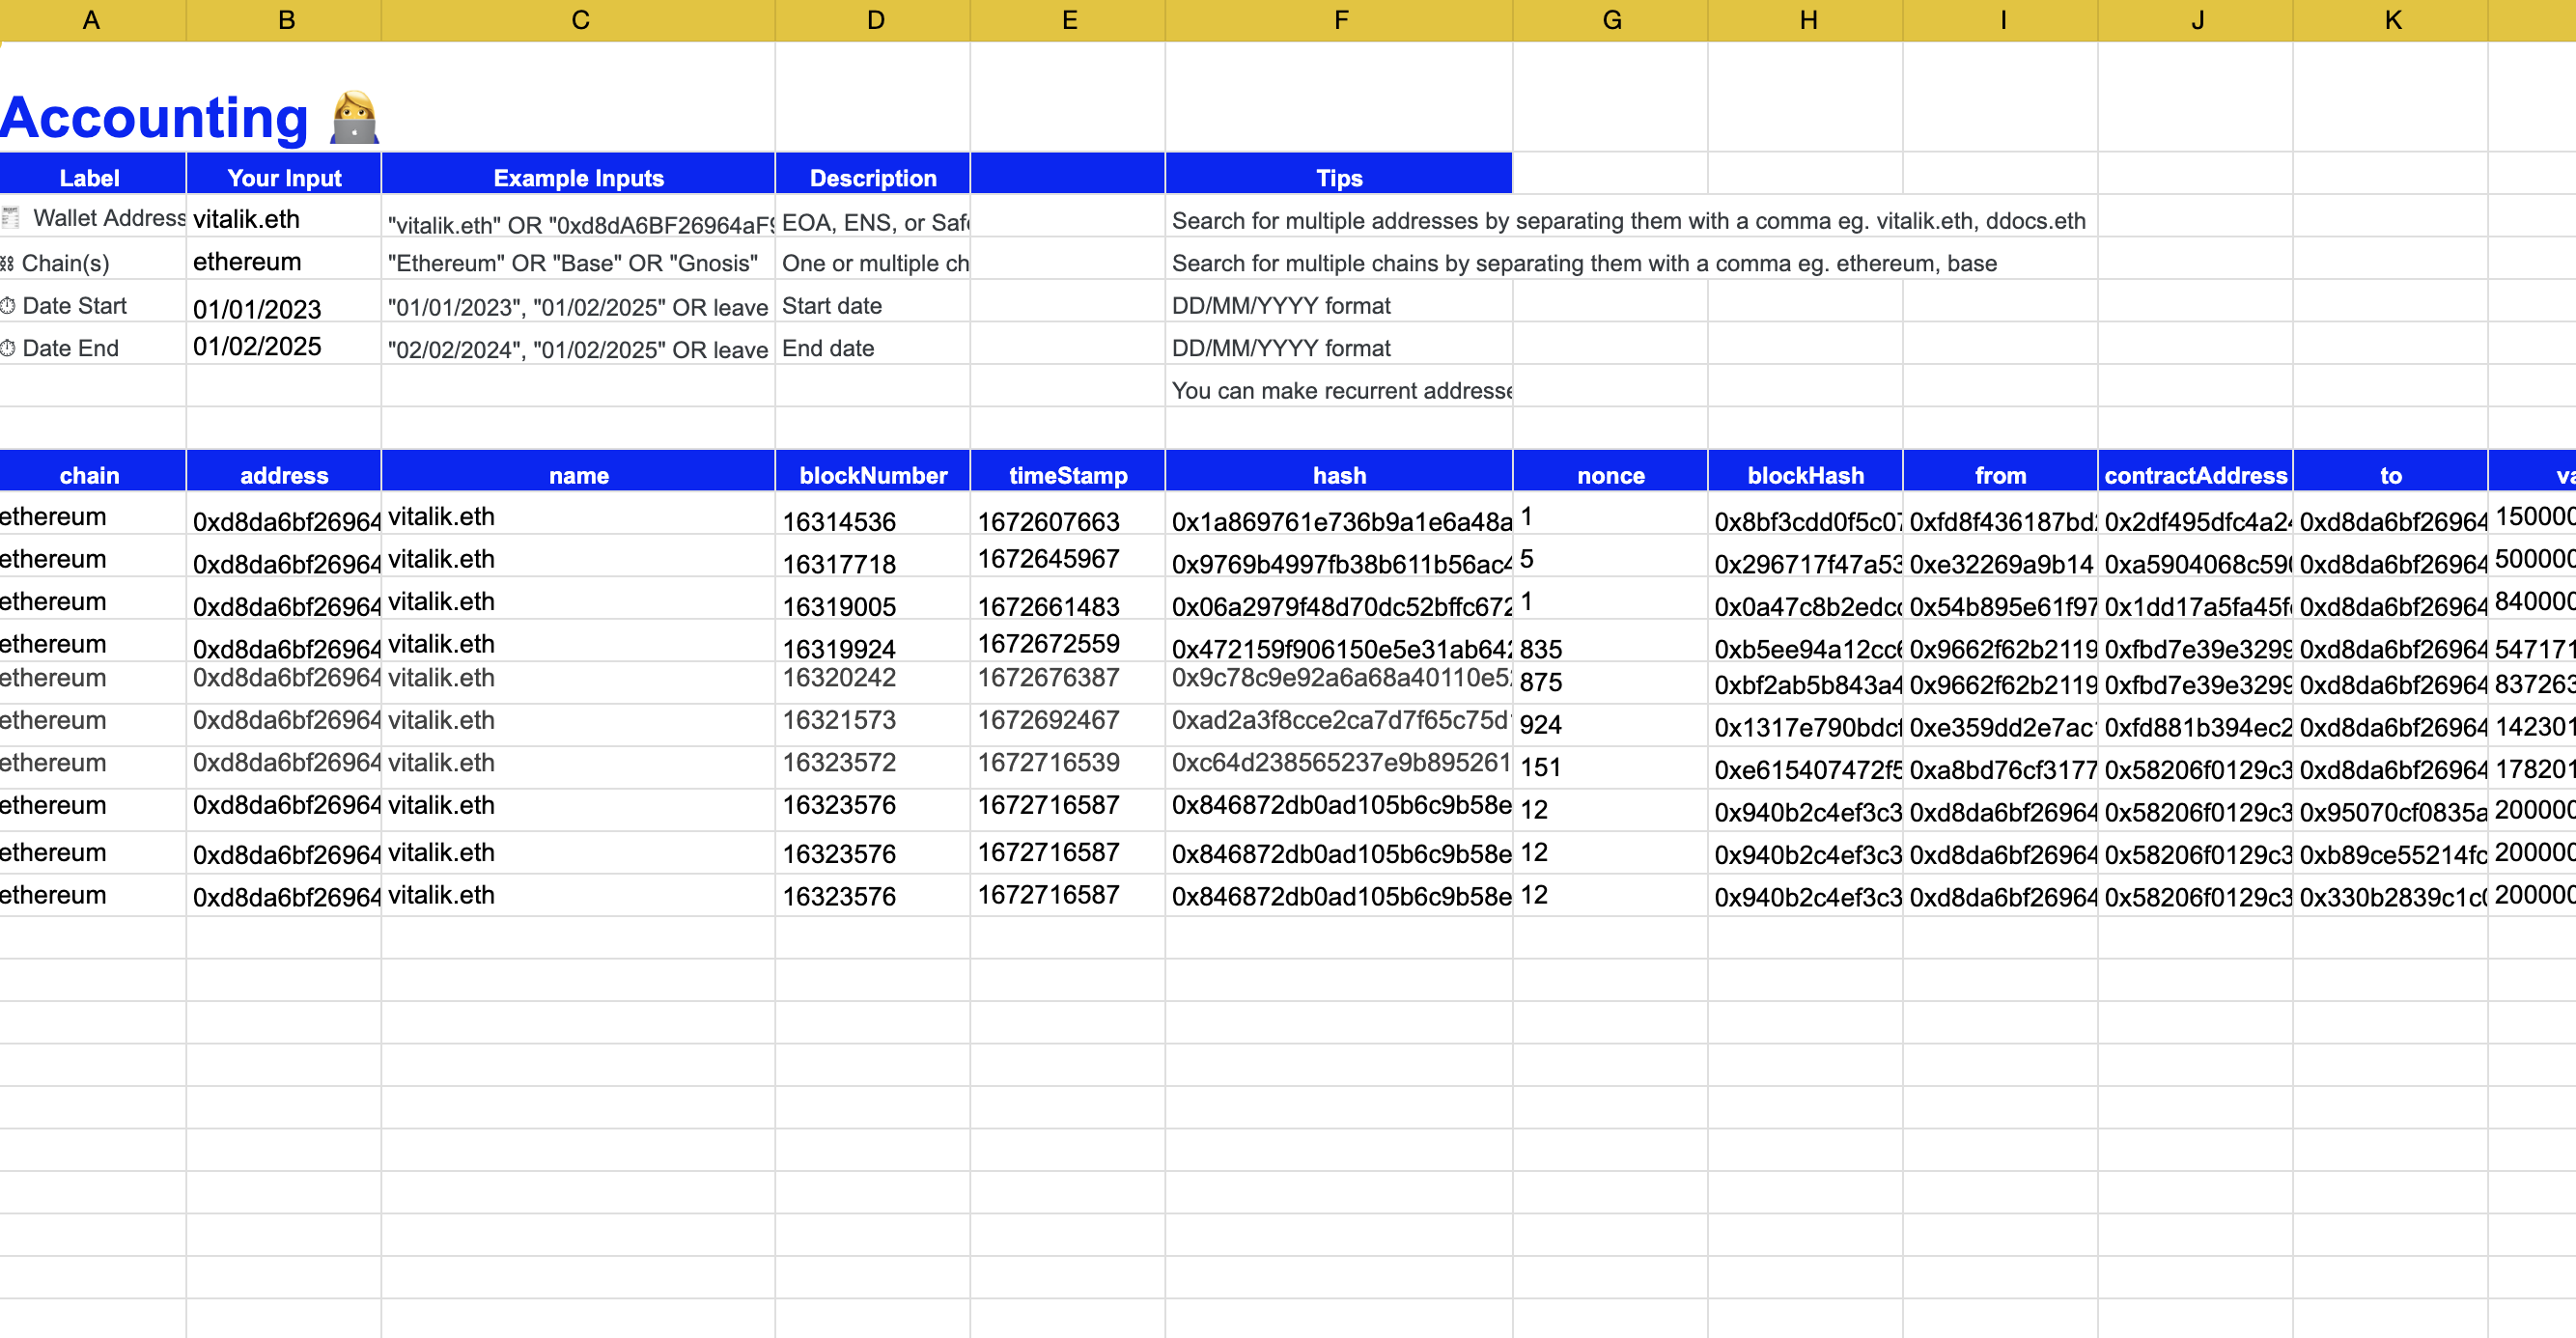 A B C D E F G H I J K
Accounting
Label Your Input Example Inputs Description Tips
Wallet Address vitalik.eth "vitalik.eth" OR "0xd8dA6BF26964aF9 EOA, ENS, or Safe Search for multiple addresses by separating them with a comma eg. vitalik.eth, ddocs.eth
Chain(s) ethereum "Ethereum" OR "Base" OR "Gnosis" One or multiple ch Search for multiple chains by separating them with a comma eg. ethereum, base
Date Start 01/01/2023 "01/01/2023", "01/02/2025" OR leave Start date DD/MM/YYYY format
Date End 01/02/2025 "02/02/2024", "01/02/2025" OR leave End date DD/MM/YYYY format
You can make recurrent addresse
chain address name blockNumber timeStamp hash nonce blockHash from contractAddress to va
ethereum 0xd8da6bf26964 vitalik.eth 16314536 1672607663 0x1a869761e736b9a1e6a48a 1 0x8bf3cdd0f5c07 0xfd8f436187bd 0x2df495dfc4a24 0xd8da6bf26964 150000
ethereum 0xd8da6bf26964 vitalik.eth 16317718 1672645967 0x9769b4997fb38b611b56ac4 5 0x296717f47a53 0xe32269a9b14 0xa5904068c590 0xd8da6bf26964 500000
ethereum 0xd8da6bf26964 vitalik.eth 16319005 1672661483 0x06a2979f48d70dc52bffc672 1 0x0a47c8b2edcc 0x54b895e61f97 0x1dd17a5fa45f 0xd8da6bf26964 840000
ethereum 0xd8da6bf26964 vitalik.eth 16319924 1672672559 0x472159f906150e5e31ab642 835 0xb5ee94a12cc6 0x9662f62b2119 0xfbd7e39e3299 0xd8da6bf26964 547171
ethereum 0xd8da6bf26964 vitalik.eth 16320242 1672676387 0x9c78c9e92a6a68a40110e5 875 0xbf2ab5b843a4 0x9662f62b2119 0xfbd7e39e3299 0xd8da6bf26964 837263
ethereum 0xd8da6bf26964 vitalik.eth 16321573 1672692467 0xad2a3f8cce2ca7d7f65c75d 924 0x1317e790bdcf 0xe359dd2e7ac 0xfd881b394ec2 0xd8da6bf26964 142301
ethereum 0xd8da6bf26964 vitalik.eth 16323572 1672716539 0xc64d238565237e9b895261 151 0xe615407472f5 0xa8bd76cf3177 0x58206f0129c3 0xd8da6bf26964 178201
ethereum 0xd8da6bf26964 vitalik.eth 16323576 1672716587 0x846872db0ad105b6c9b58e 12 0x940b2c4ef3c3 0xd8da6bf26964 0x58206f0129c3 0x95070cf0835a 200000
ethereum 0xd8da6bf26964 vitalik.eth 16323576 1672716587 0x846872db0ad105b6c9b58e 12 0x940b2c4ef3c3 0xd8da6bf26964 0x58206f0129c3 0xb89ce55214fc 200000
ethereum 0xd8da6bf26964 vitalik.eth 16323576 1672716587 0x846872db0ad105b6c9b58e 12 0x940b2c4ef3c3 0xd8da6bf26964 0x58206f0129c3 0x330b2839c1c0 200000